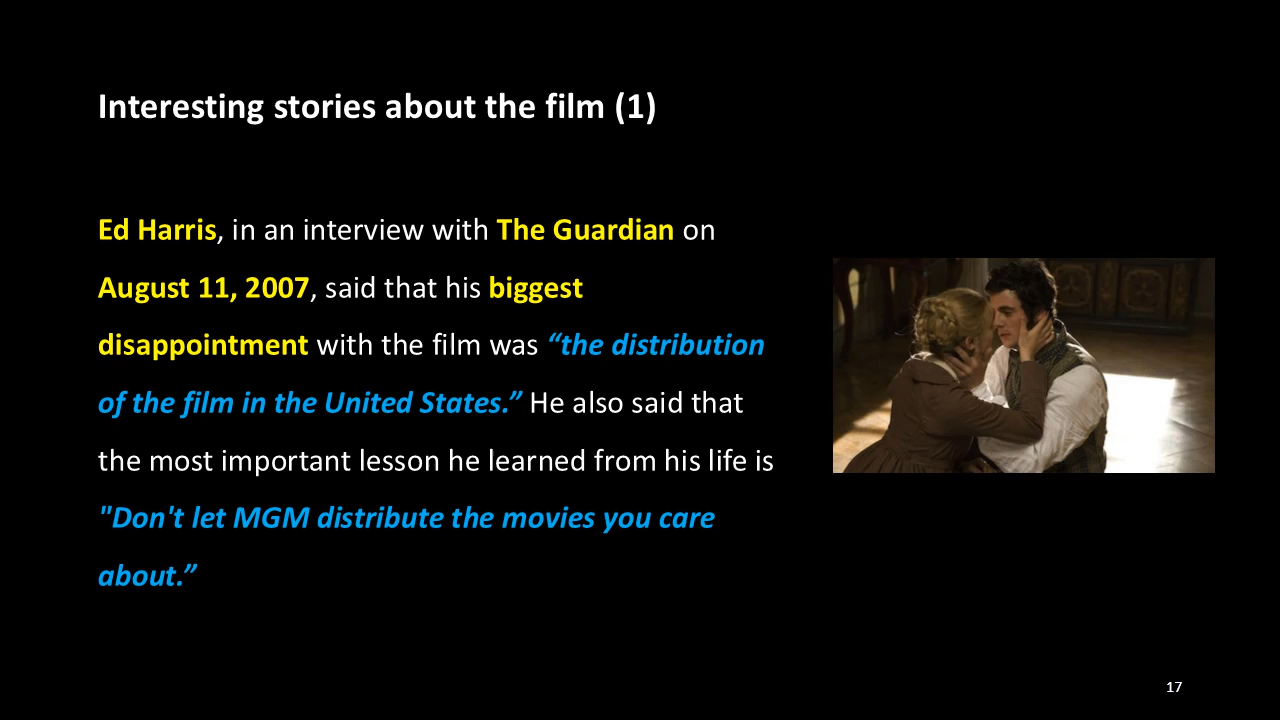 Interesting stories about the film (1)
Ed Harris, in an interview with The Guardian on
August 11, 2007, said that his biggest
disappointment with the film was “the distribution
of the film in the United States.” He also said that
the most important lesson he learned from his life is
"Don't let MGM distribute the movies you care
about.”
17